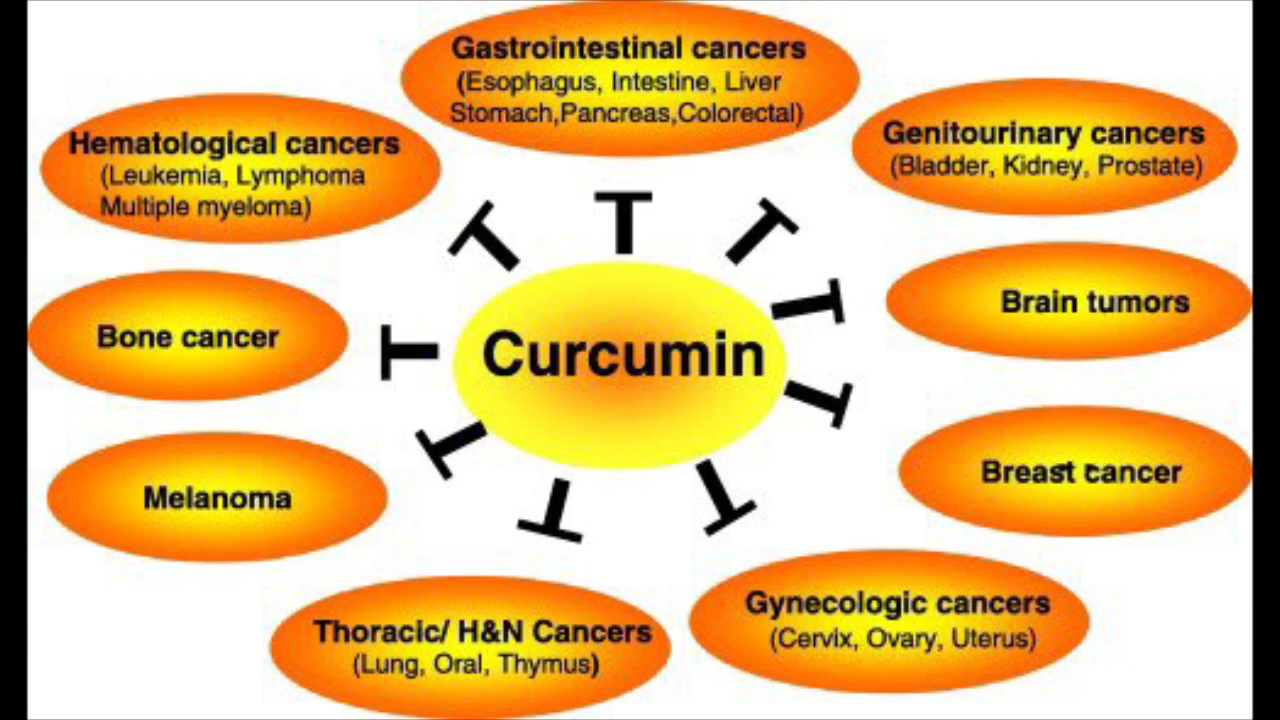 Gastrointestinal cancers
(Esophagus, Intestine, Liver
Stomach,Pancreas,Colorectal)
Hematological cancers
(Leukemia, Lymphoma
Multiple myeloma)
Genitourinary cancers
(Bladder, Kidney, Prostate)
Brain tumors
Bone cancer
Curcumin
Breast cancer
Melanoma
Gynecologic cancers
(Cervix, Ovary, Uterus)
Thoracic/ H&N Cancers
(Lung, Oral, Thymus)